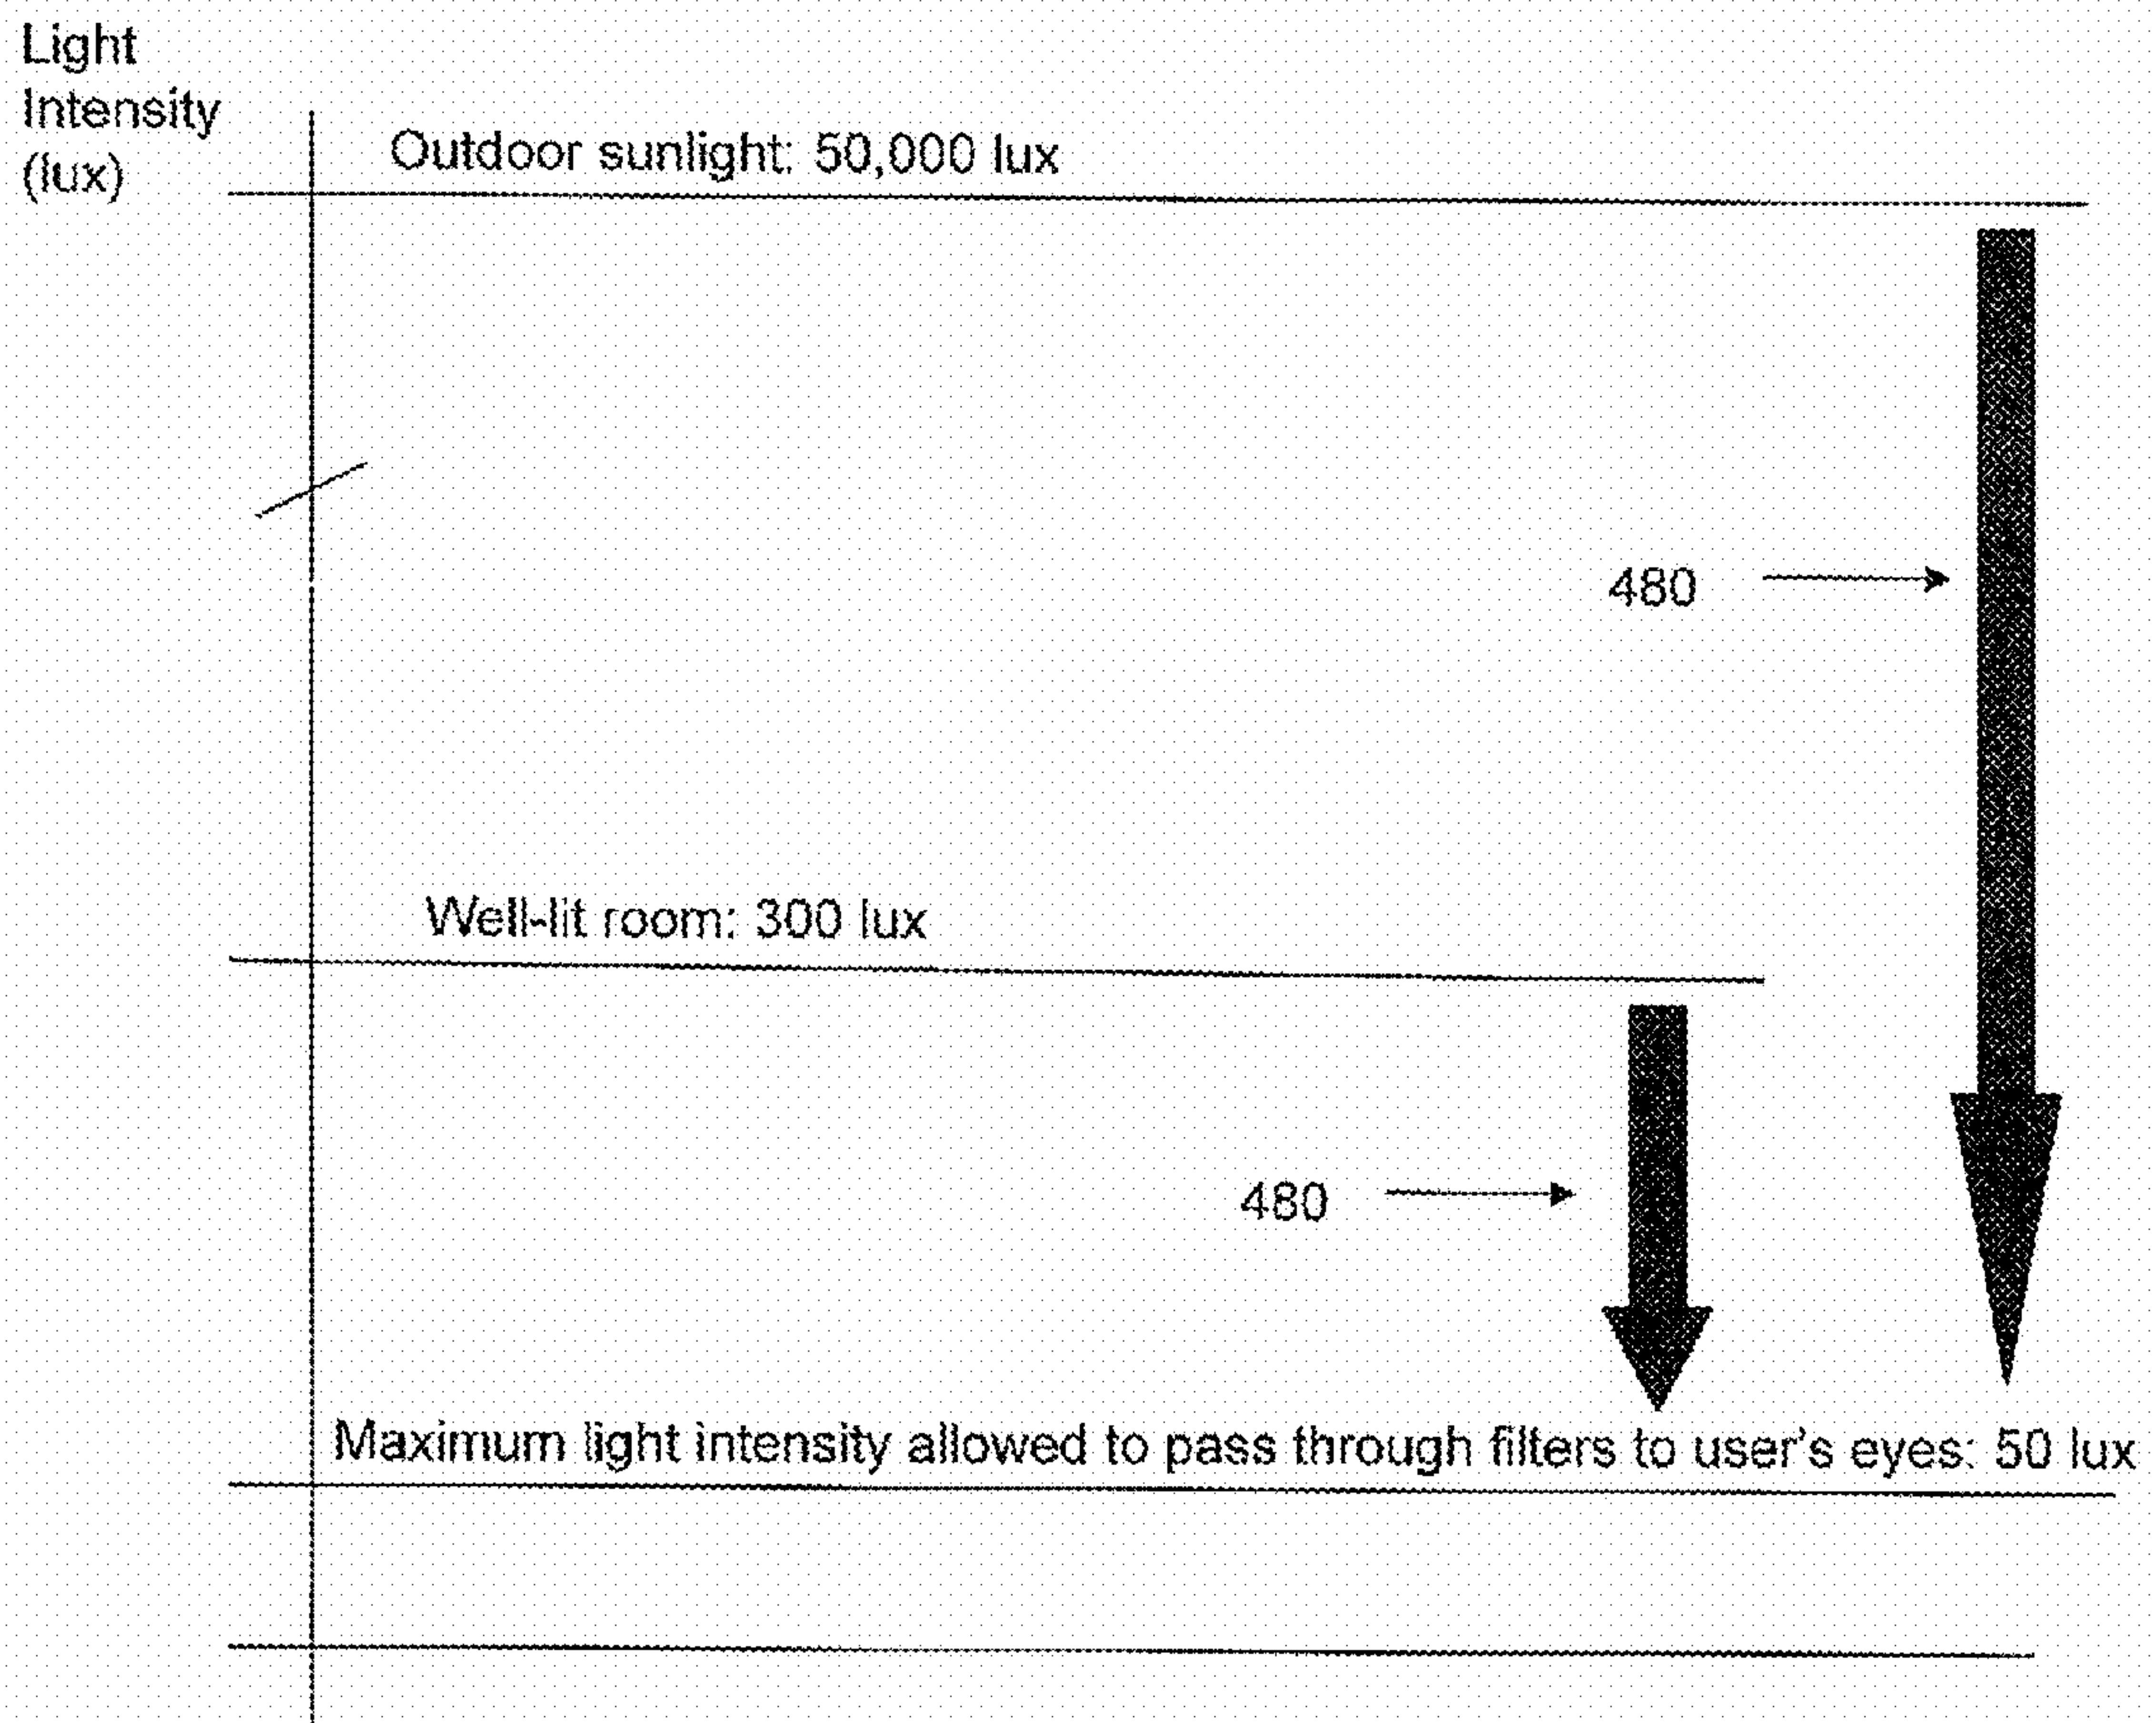 Light
Intensity
(lux)
Outdoor sunlight: 50,000 lux
480
Well-lit room: 300 lux
480
Maximum light intensity allowed to pass through filters to user's eyes: 50 lux